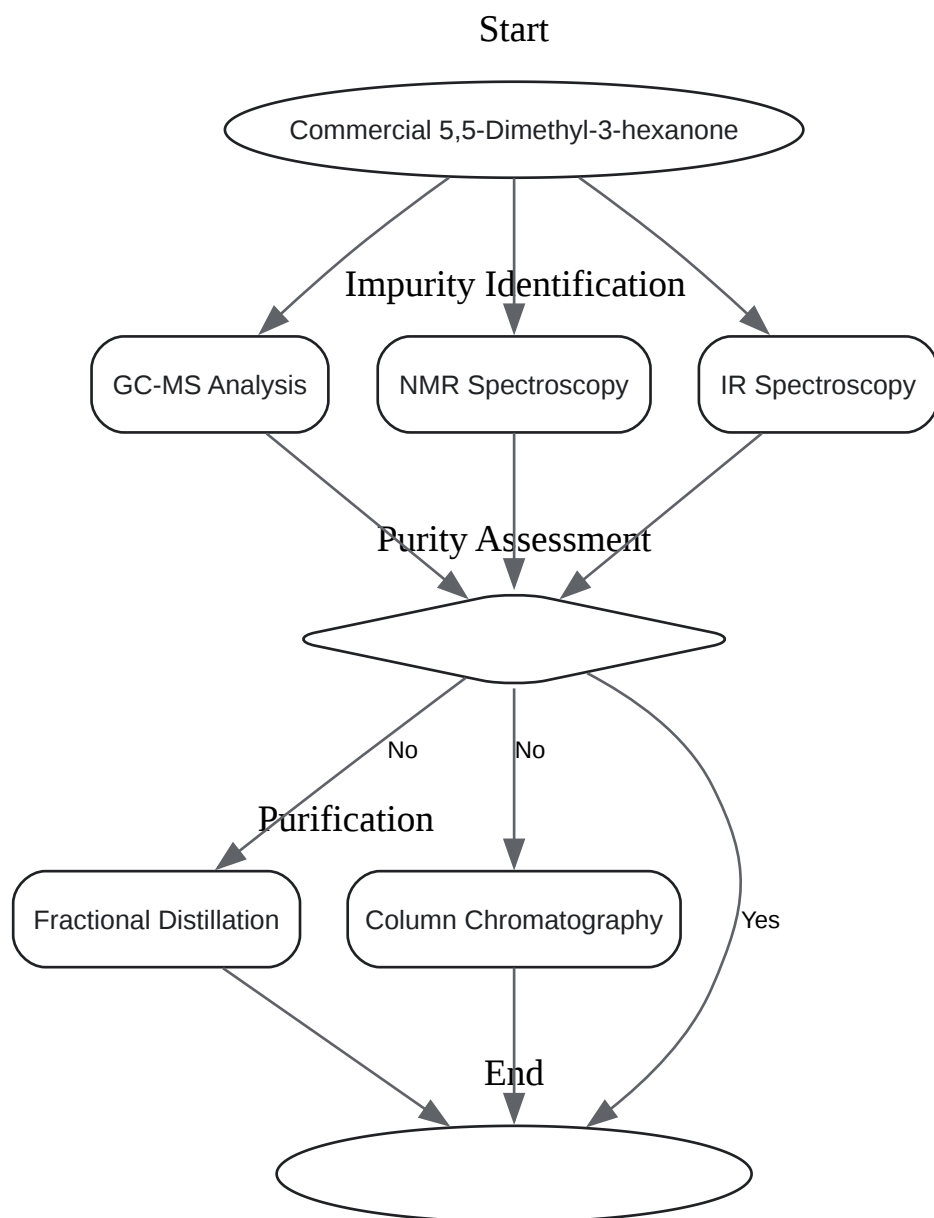 Start
Commercial 5,5-Dimethyl-3-hexanone
Impurity Identification
GC-MS Analysis
NMR Spectroscopy
IR Spectroscopy
Purity Assessment
No
No
Purification
Fractional Distillation
Column Chromatography
Yes
End